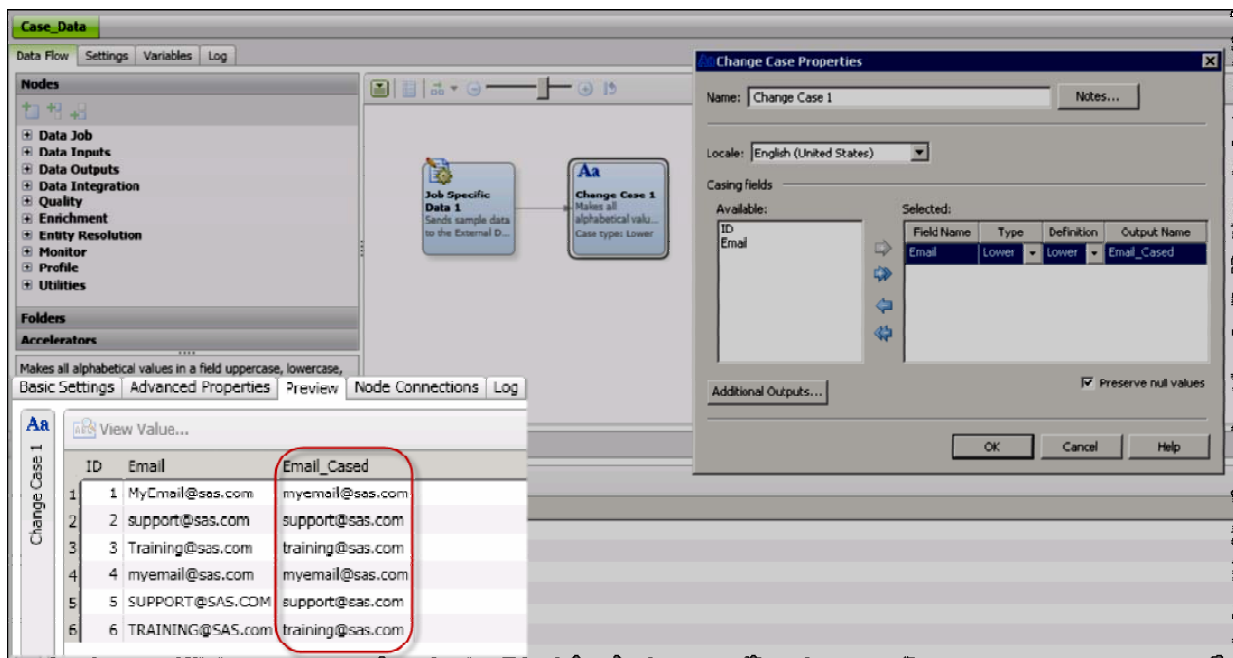 Case_Data
Data Flow Settings Variables Log
Nodes
Data Job
Data Inputs
Data Outputs
Data Integration
Quality
Enrichment
Entity Resolution
Monitor
Profile
Utilities
Folders
Accelerators
Makes all alphabetical values in a field uppercase, lowercase,
Job Specific
Data 1
Sends sample data
to the External D...
Aa
Change Case 1
Makes all
alphabetical valu...
Case type: Lower
Change Case Properties
Name: Change Case 1 Notes...
Locale: English (United States)
Casing fields
Available:
ID
Email
Selected:
Field Name Type Definition Output Name
Email Lower Lower Email_Cased
Additional Outputs...
Preserve null values
OK Cancel Help
Basic Settings Advanced Properties Preview Node Connections Log
Aa
Change Case 1
View Value...
ID Email Email_Cased
1 1 MyEmail@sas.com myemail@sas.com
2 2 support@sas.com support@sas.com
3 3 Training@sas.com training@sas.com
4 4 myemail@sas.com myemail@sas.com
5 5 SUPPORT@SAS.COM support@sas.com
6 6 TRAINING@SAS.com training@sas.com